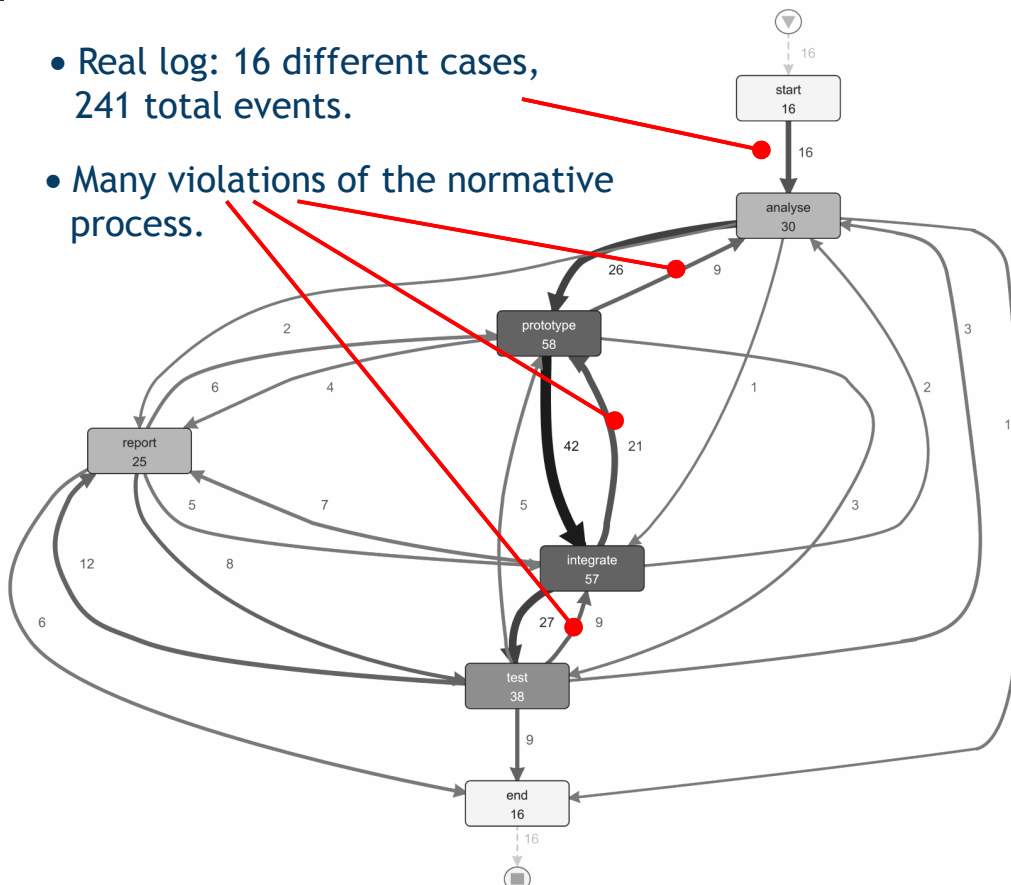 • Real log: 16 different cases,
241 total events.
• Many violations of the normative
process.
16
start
16
16
analyse
30
26
9
2
3
prototype
58
6
4
1
2
1
report
25
42
21
5
7
5
3
integrate
57
12
8
6
27
9
test
38
9
end
16
16